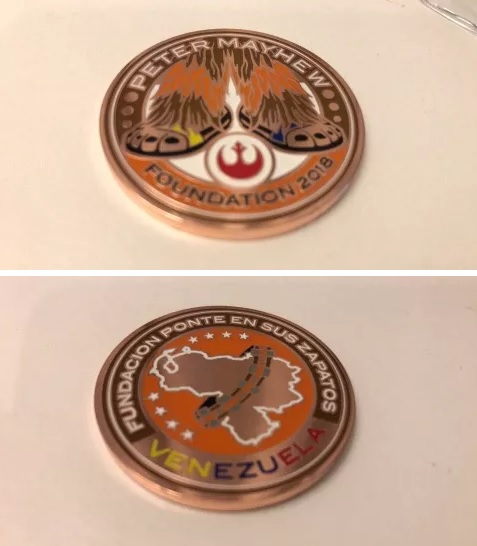 PETER MAYHEW
FOUNDATION 2018
FUNDACION PONTE EN SUS ZAPATOS
VENEZUELA